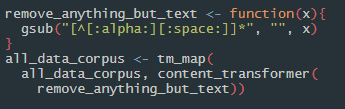 remove_anything_but_text <- function(x){
  gsub("[^[:alpha:][:space:]]*", "", x)
}
all_data_corpus <- tm_map(
  all_data_corpus, content_transformer(
    remove_anything_but_text))